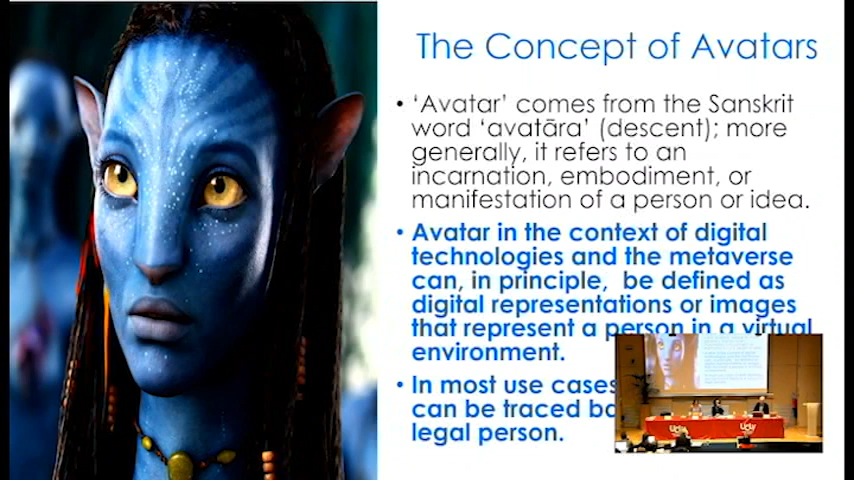 The Concept of Avatars
• ‘Avatar’ comes from the Sanskrit
word ‘avatāra’ (descent); more
generally, it refers to an
incarnation, embodiment, or
manifestation of a person or idea.
• Avatar in the context of digital
technologies and the metaverse
can, in principle, be defined as
digital representations or images
that represent a person in a virtual
environment.
• In most use cases
can be traced
legal person.